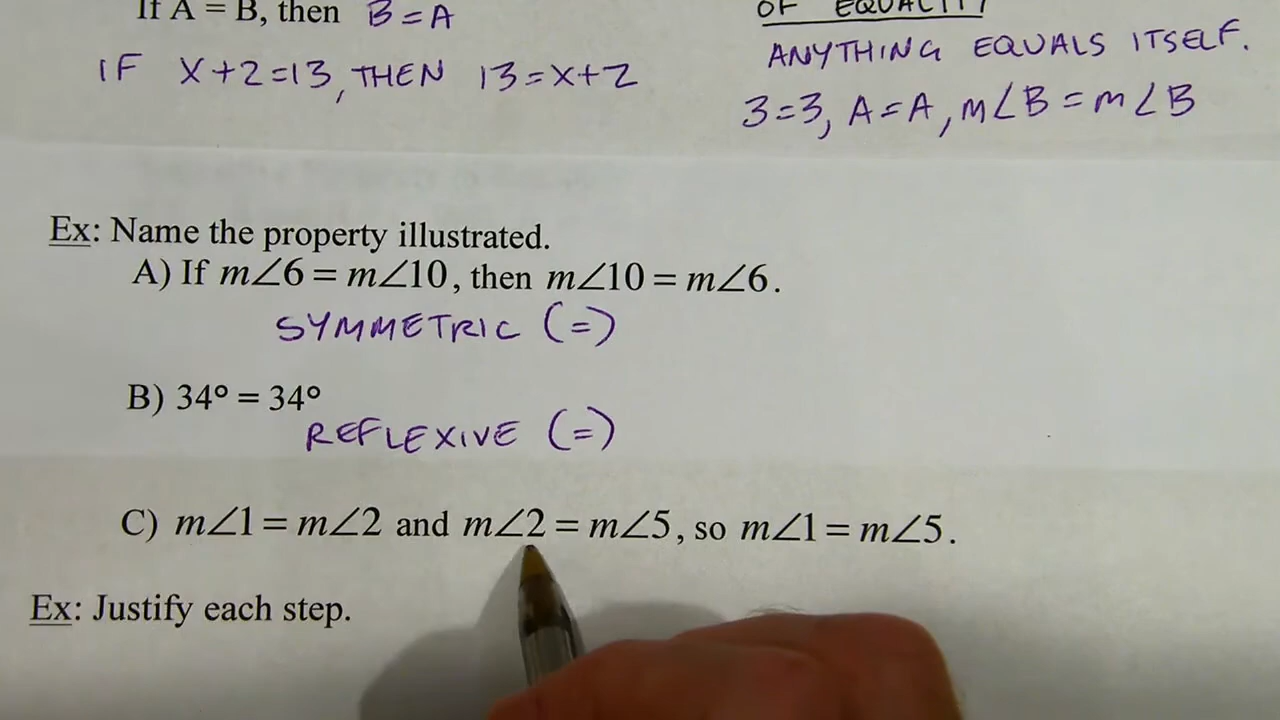 If A = B, then B = A
IF X+2=13, THEN 13=X+2
OF EQUALITY
ANYTHING EQUALS ITSELF.
3=3, A=A, m∠B = m∠B
Ex: Name the property illustrated.
A) If m∠6 = m∠10, then m∠10 = m∠6.
SYMMETRIC (=)
B) 34° = 34°
REFLEXIVE (=)
C) m∠1 = m∠2 and m∠2 = m∠5, so m∠1 = m∠5.
Ex: Justify each step.